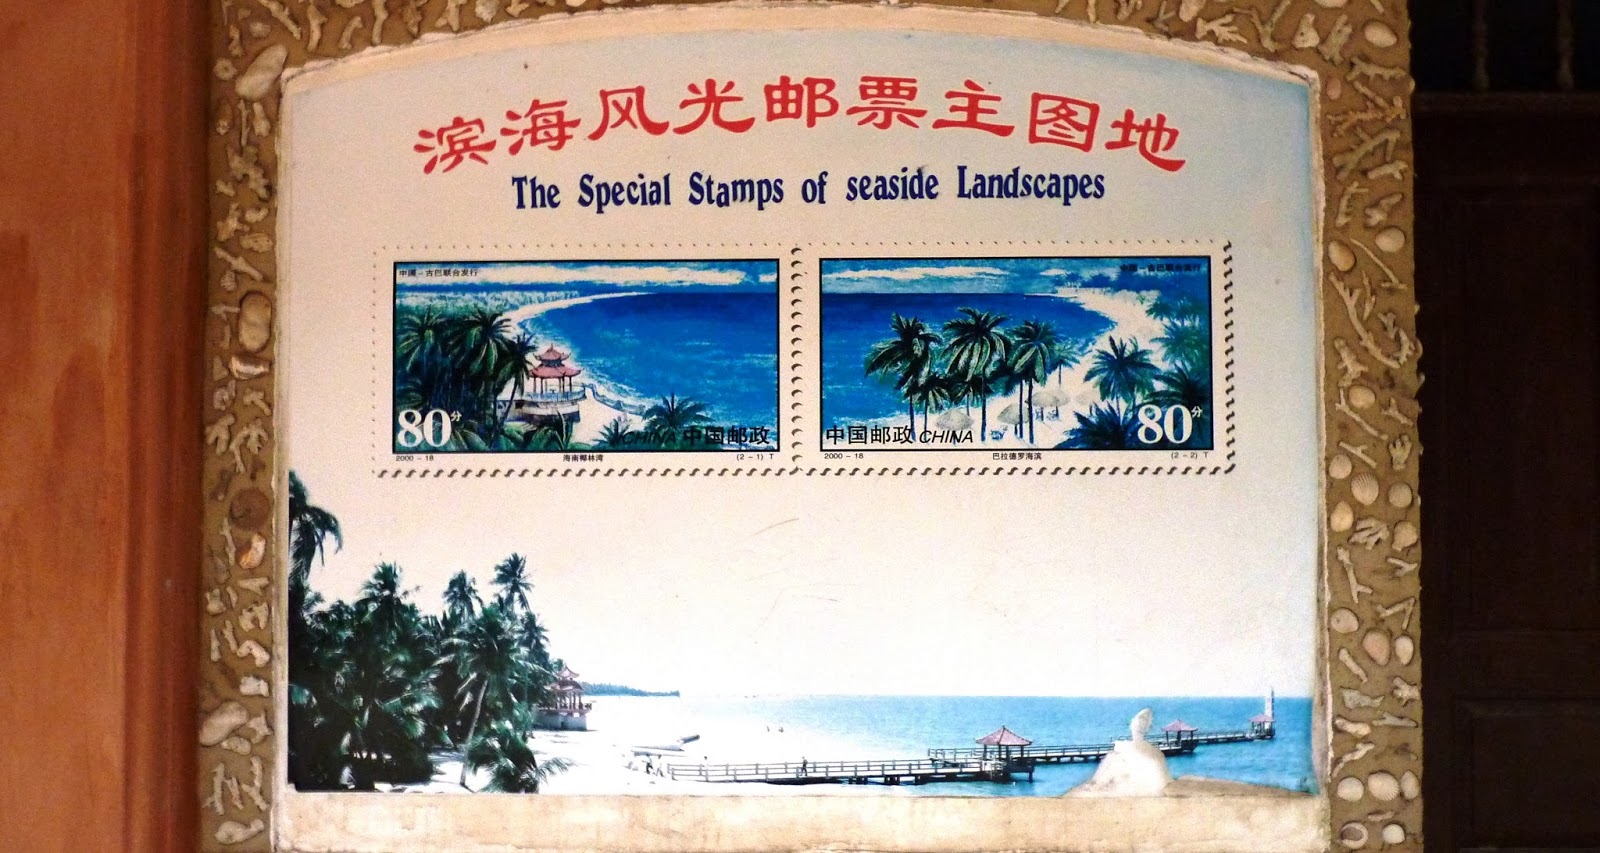 滨海风光邮票主图地
The Special Stamps of seaside Landscapes
中国-古巴联合发行
80分
CHINA 中国邮政
2000-18 海南椰林湾 (2-1) T
中国-古巴联合发行
中国邮政 CHINA
80分
2000-18 巴拉德罗海滨 (2-2) T